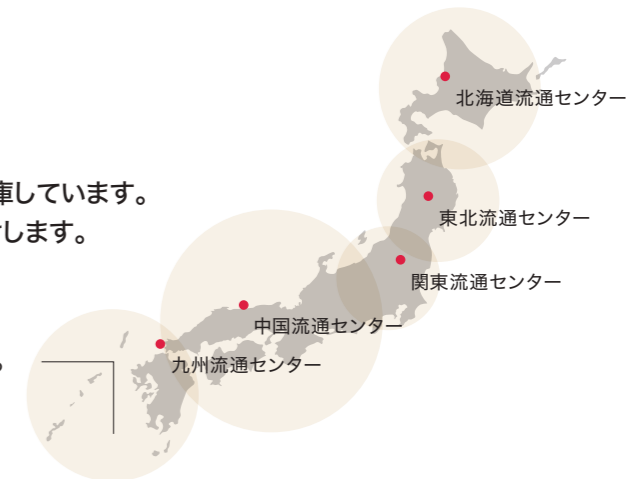 北海道流通センター
庫しています。
東北流通センター
します。
関東流通センター
中国流通センター
九州流通センター